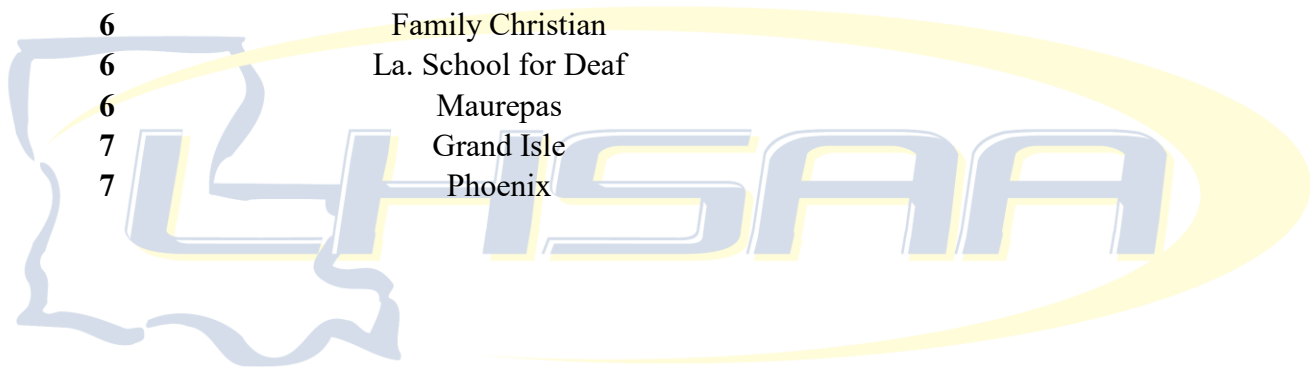 6 Family Christian
6 La. School for Deaf
6 Maurepas
7 Grand Isle
7 Phoenix
LHSAA